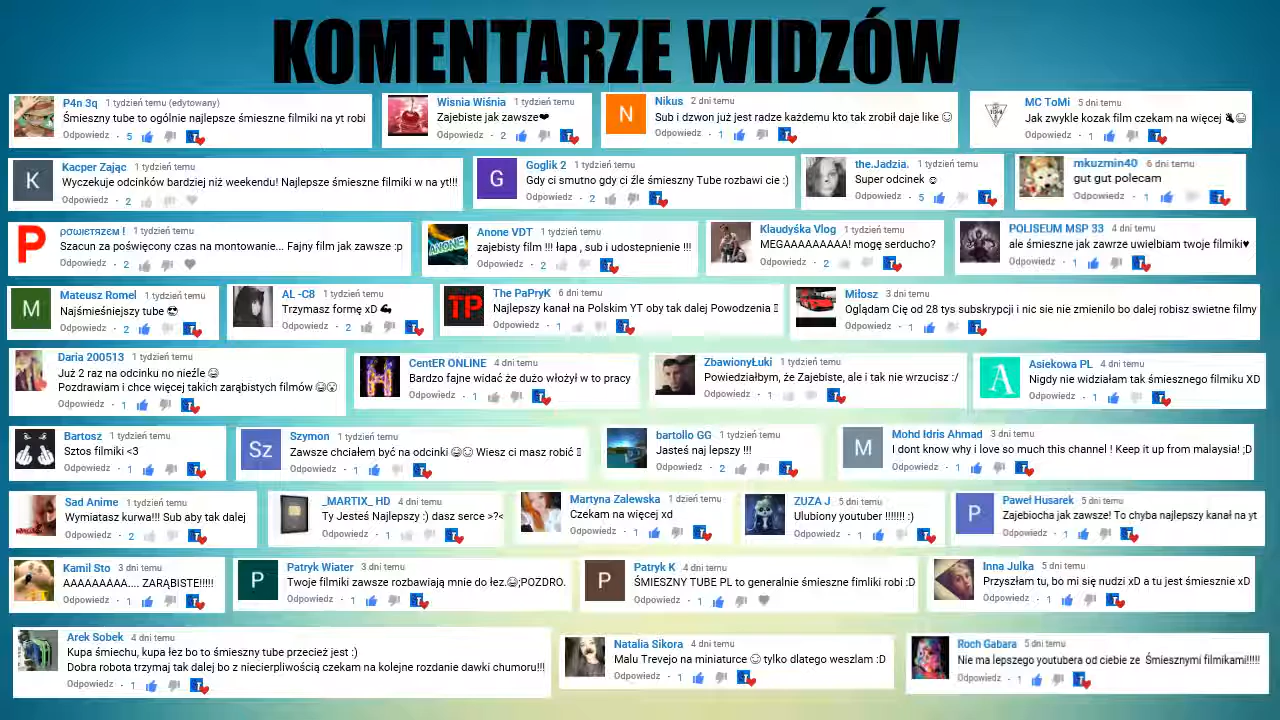 KOMENTARZE WIDZÓW
P4n 3q 1 tydzień temu (edytowany)
Śmieszny tube to ogólnie najlepsze śmieszne filmiki na yt robi
Odpowiedz · 5
Wisnia Wiśnia 1 tydzień temu
Zajebiste jak zawsze❤
Odpowiedz · 2
N
Nikus 2 dni temu
Sub i dzwon już jest radze każdemu kto tak zrobił daje like
Odpowiedz · 1
MC ToMi 5 dni temu
Jak zwykle kozak film czekam na więcej
Odpowiedz · 1
K
Kacper Zając 1 tydzień temu
Wyczekuje odcinków bardziej niż weekendu! Najlepsze śmieszne filmiki w na yt!!!
Odpowiedz · 2
G
Goglik 2 1 tydzień temu
Gdy ci smutno gdy ci źle śmieszny Tube rozbawi cie :)
Odpowiedz · 2
the.Jadzia. 1 tydzień temu
Super odcinek ☺
Odpowiedz · 5
mkuzmin40 6 dni temu
gut gut polecam
Odpowiedz · 1
P
1 tydzień temu
Szacun za poświęcony czas na montowanie... Fajny film jak zawsze :p
Odpowiedz · 2
ANONE
Anone VDT 1 tydzień temu
zajebisty film !!! łapa , sub i udostepnienie !!!
Odpowiedz · 2
Klaudyśka Vlog 1 tydzień temu
MEGAAAAAAAAA! mogę serducho?
Odpowiedz · 2
POLISEUM MSP 33 4 dni temu
ale śmieszne jak zawrze uwielbiam twoje filmiki♥
Odpowiedz · 1
M
Mateusz Romel 1 tydzień temu
Najśmieśniejszy tube 😎
Odpowiedz · 2
AL -C8 1 tydzień temu
Trzymasz formę xD 💪
Odpowiedz · 2
TP
The PaPryK 6 dni temu
Najlepszy kanał na Polskim YT oby tak dalej Powodzenia
Odpowiedz · 1
Miłosz 3 dni temu
Oglądam Cię od 28 tys subskrypcji i nic sie nie zmienilo bo dalej robisz swietne filmy
Odpowiedz · 1
Daria 200513 1 tydzień temu
Już 2 raz na odcinku no nieźle
Pozdrawiam i chce więcej takich zarąbistych filmów
Odpowiedz · 1
H
CentER ONLINE 4 dni temu
Bardzo fajne widać że dużo włożył w to pracy
Odpowiedz · 1
ZbawionyŁuki 1 tydzień temu
Powiedziałbym, że Zajebiste, ale i tak nie wrzucisz :/
Odpowiedz · 1
A
Asiekowa PL 4 dni temu
Nigdy nie widziałam tak śmiesznego filmiku XD
Odpowiedz · 1
Bartosz 1 tydzień temu
Sztos filmiki <3
Odpowiedz · 1
Sz
Szymon 1 tydzień temu
Zawsze chciałem być na odcinki Wiesz ci masz robić
Odpowiedz · 1
bartollo GG 1 tydzień temu
Jasteś naj lepszy !!!
Odpowiedz · 2
M
Mohd Idris Ahmad 3 dni temu
I dont know why i love so much this channel ! Keep it up from malaysia! ;D
Odpowiedz · 1
Sad Anime 1 tydzień temu
Wymiatasz kurwa!!! Sub aby tak dalej
Odpowiedz · 2
_MARTIX_ HD 4 dni temu
Ty Jesteś Najlepszy :) dasz serce >?<
Odpowiedz · 1
Martyna Zalewska 1 dzień temu
Czekam na więcej xd
Odpowiedz · 1
ZUZA J 5 dni temu
Ulubiony youtuber !!!!!!! :)
Odpowiedz · 1
P
Paweł Husarek 5 dni temu
Zajebiocha jak zawsze! To chyba najlepszy kanał na yt
Odpowiedz · 1
Kamil Sto 3 dni temu
AAAAAAAAA.... ZARĄBISTE!!!!!
Odpowiedz · 1
P
Patryk Wiater 3 dni temu
Twoje filmiki zawsze rozbawiają mnie do łez.;POZDRO.
Odpowiedz · 1
P
Patryk K 4 dni temu
ŚMIESZNY TUBE PL to generalnie śmieszne fimliki robi :D
Odpowiedz · 1
Inna Julka 5 dni temu
Przyszłam tu, bo mi się nudzi xD a tu jest śmiesznie xD
Odpowiedz · 1
Arek Sobek 4 dni temu
Kupa śmiechu, kupa łez bo to śmieszny tube przecież jest :)
Dobra robota trzymaj tak dalej bo z niecierpliwością czekam na kolejne rozdanie dawki chumoru!!!
Odpowiedz · 1
Natalia Sikora 4 dni temu
Malu Trevejo na miniaturce tylko dlatego weszlam :D
Odpowiedz · 1
Roch Gabara 5 dni temu
Nie ma lepszego youtubera od ciebie ze Śmiesznymi filmikami!!!!!
Odpowiedz · 1